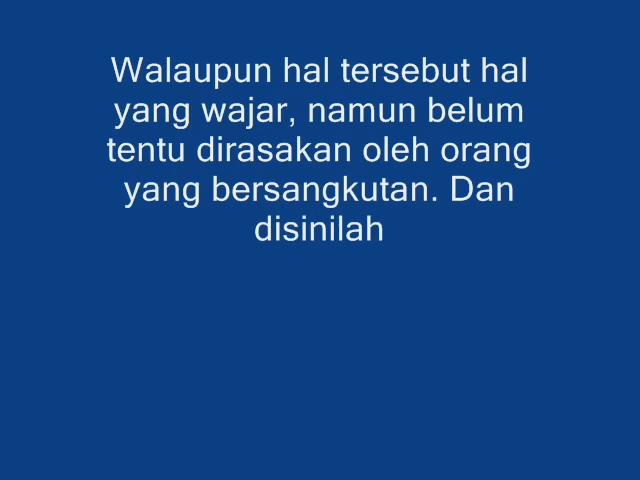 Walaupun hal tersebut hal
yang wajar, namun belum
tentu dirasakan oleh orang
yang bersangkutan. Dan
disinilah